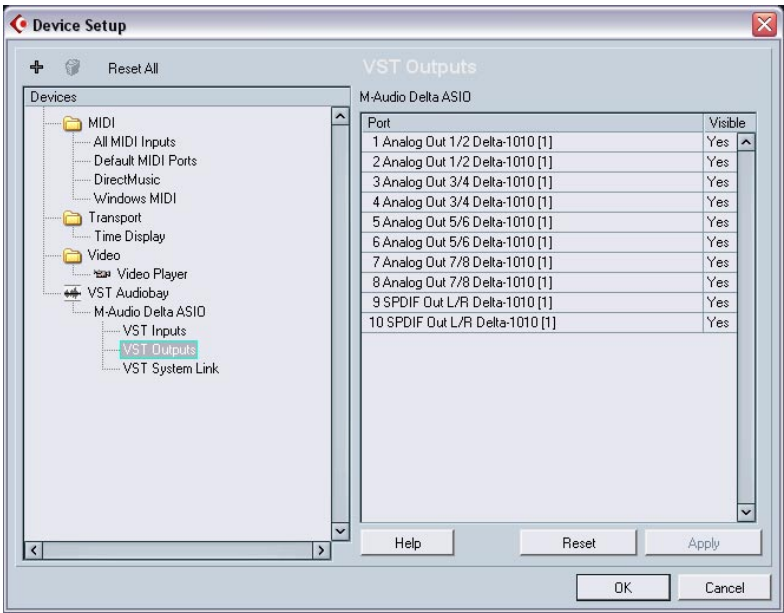 Device Setup
Reset All
VST Outputs
Devices
MIDI
All MIDI Inputs
Default MIDI Ports
DirectMusic
Windows MIDI
Transport
Time Display
Video
Video Player
VST Audiobay
M-Audio Delta ASIO
VST Inputs
VST Outputs
VST System Link
M-Audio Delta ASIO
Port Visible
1 Analog Out 1/2 Delta-1010 [1] Yes
2 Analog Out 1/2 Delta-1010 [1] Yes
3 Analog Out 3/4 Delta-1010 [1] Yes
4 Analog Out 3/4 Delta-1010 [1] Yes
5 Analog Out 5/6 Delta-1010 [1] Yes
6 Analog Out 5/6 Delta-1010 [1] Yes
7 Analog Out 7/8 Delta-1010 [1] Yes
8 Analog Out 7/8 Delta-1010 [1] Yes
9 SPDIF Out L/R Delta-1010 [1] Yes
10 SPDIF Out L/R Delta-1010 [1] Yes
Help Reset Apply
OK Cancel